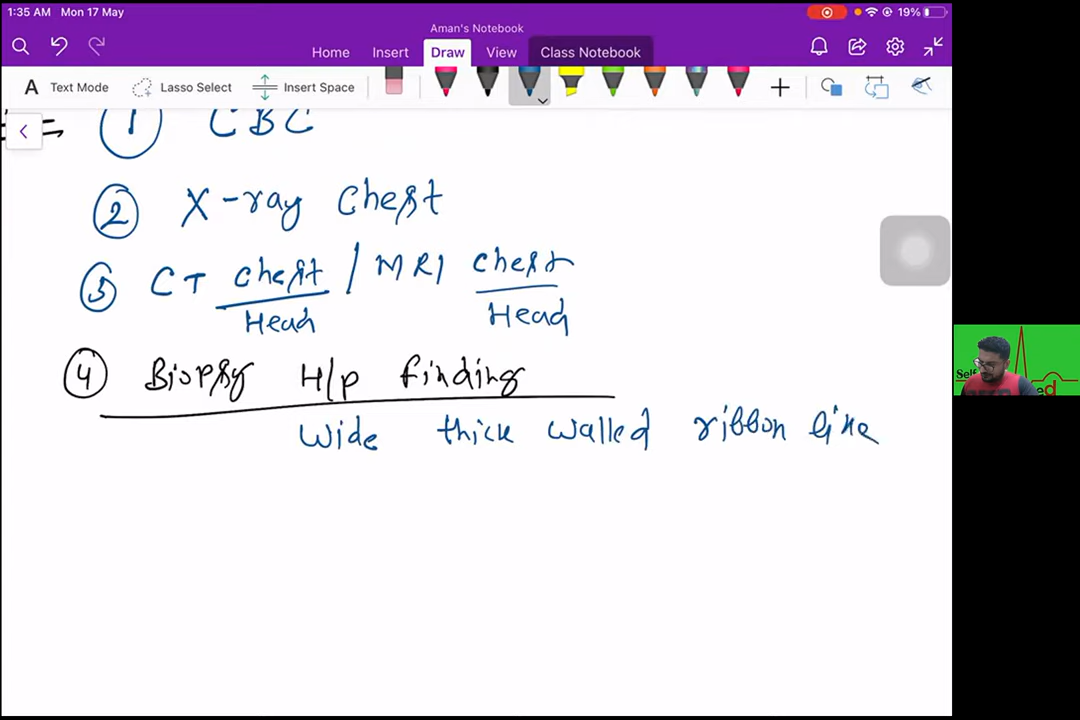 1:35 AM Mon 17 May
19%
Aman's Notebook
Home Insert Draw View Class Notebook
Text Mode Lasso Select Insert Space
① CBC
② X-ray Chest
③ CT Chest / MRI Chest
Head Head
④ Biopsy H/p finding
Wide thick walled ribbon like
Self
ed